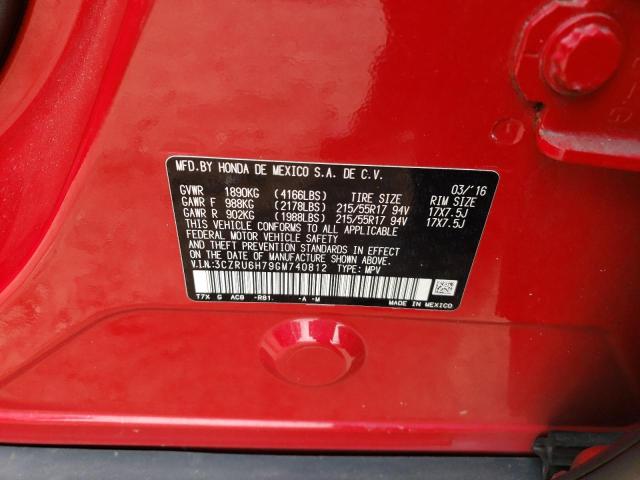 MFD.BY HONDA DE MEXICO S.A. DE C.V.
GVWR 1890KG (4166LBS) TIRE SIZE 03/'16 RIM SIZE
GAWR F 988KG (2178LBS) 215/55R17 94V 17X7.5J
GAWR R 902KG (1988LBS) 215/55R17 94V 17X7.5J
THIS VEHICLE CONFORMS TO ALL APPLICABLE
FEDERAL MOTOR VEHICLE SAFETY
AND THEFT PREVENTION STANDARDS IN EFFECT
ON THE DATE OF MANUFACTURE SHOWN ABOVE.
V.I.N.:3CZRU6H79GM740812 TYPE: MPV
T7X G ACB -RB1. -A -M MADE IN MEXICO